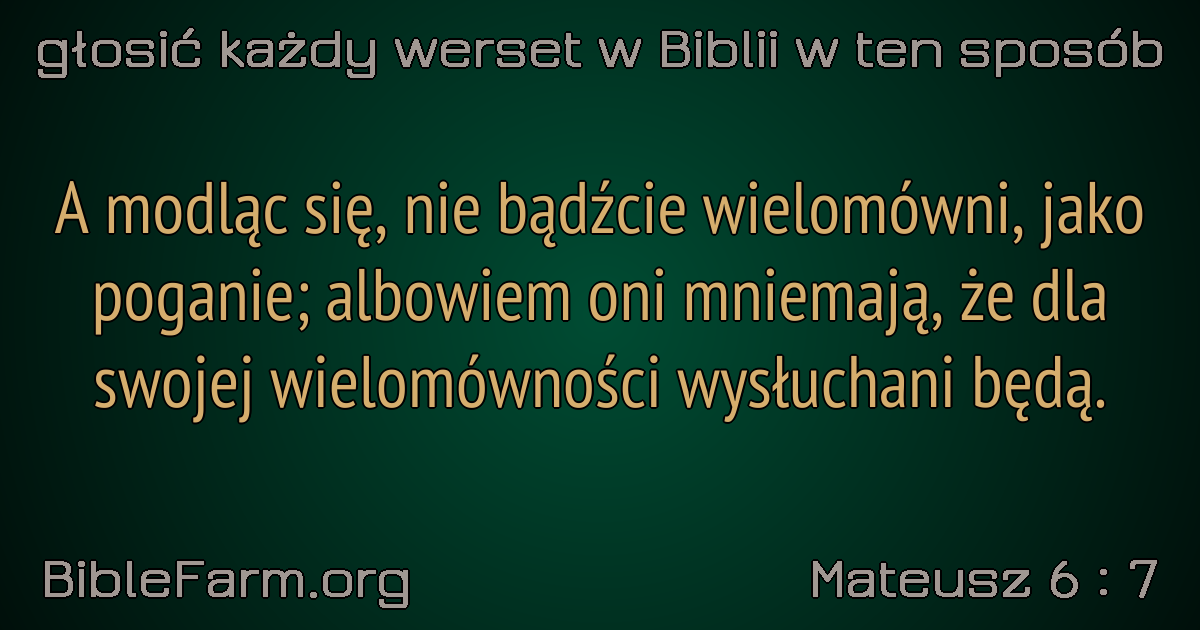 głosić każdy werset w Biblii w ten sposób
A modląc się, nie bądźcie wielomówni, jako
poganie; albowiem oni mniemają, że dla
swojej wielomówności wysłuchani będą.
BibleFarm.org
Mateusz 6 : 7